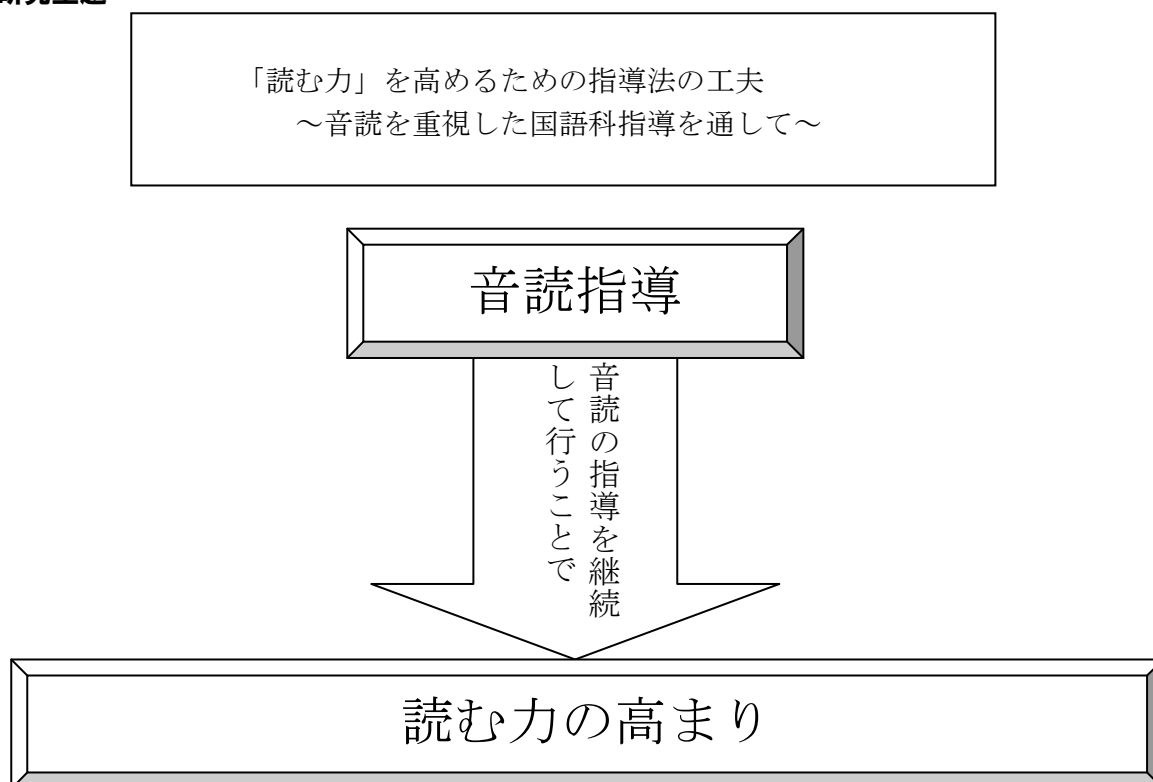 「読む力」を高めるための指導法の工夫
～音読を重視した国語科指導を通して～
音読指導
音読の指導を継続
して行うことで
読む力の高まり